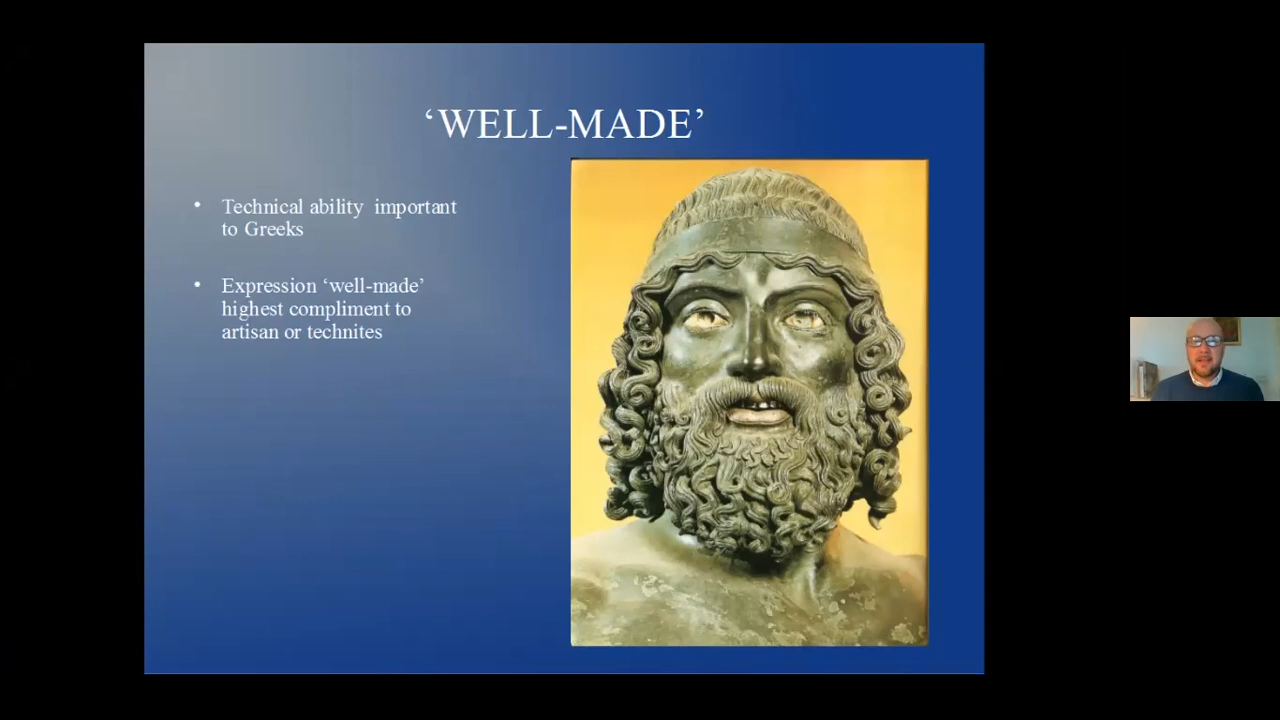 ‘WELL-MADE’
• Technical ability  important
to Greeks
• Expression ‘well-made’
highest compliment to
artisan or technites